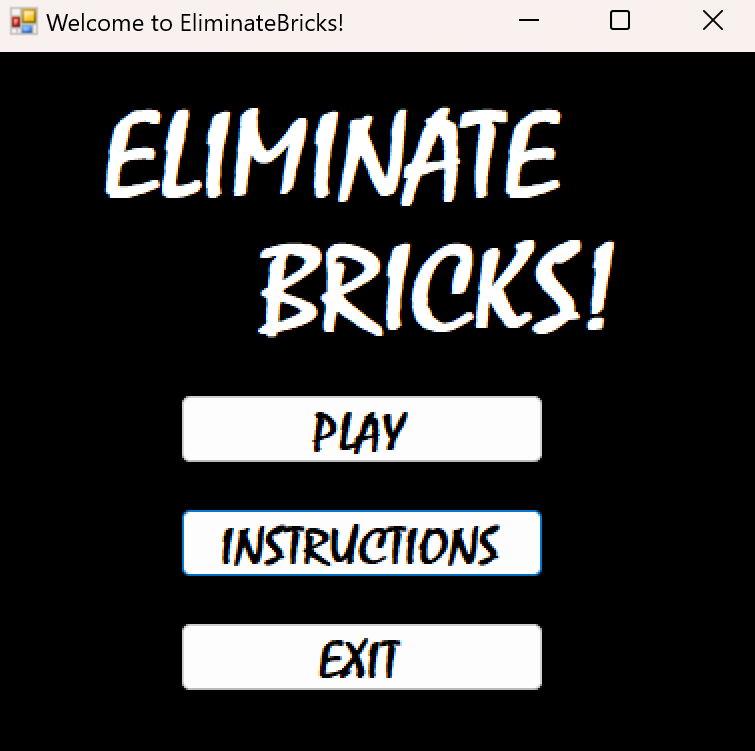 Welcome to EliminateBricks!
ELIMINATE
BRICKS!
PLAY
INSTRUCTIONS
EXIT